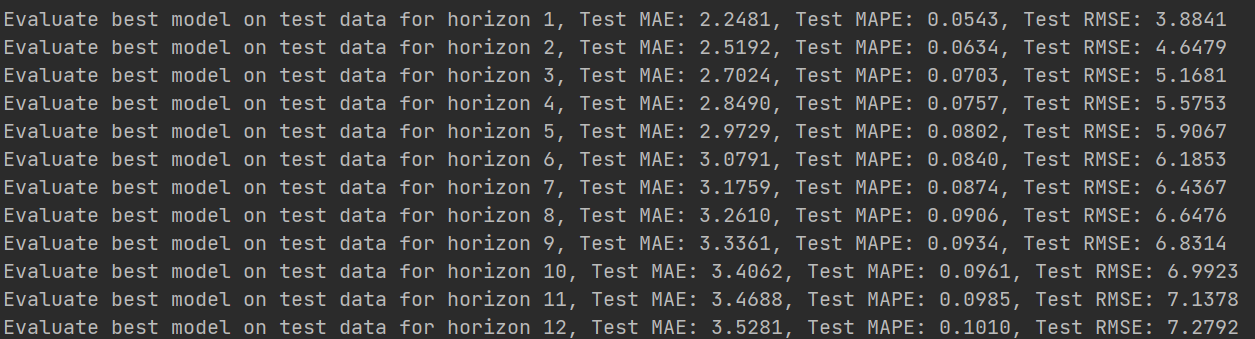 Evaluate best model on test data for horizon 1, Test MAE: 2.2481, Test MAPE: 0.0543, Test RMSE: 3.8841
Evaluate best model on test data for horizon 2, Test MAE: 2.5192, Test MAPE: 0.0634, Test RMSE: 4.6479
Evaluate best model on test data for horizon 3, Test MAE: 2.7024, Test MAPE: 0.0703, Test RMSE: 5.1681
Evaluate best model on test data for horizon 4, Test MAE: 2.8490, Test MAPE: 0.0757, Test RMSE: 5.5753
Evaluate best model on test data for horizon 5, Test MAE: 2.9729, Test MAPE: 0.0802, Test RMSE: 5.9067
Evaluate best model on test data for horizon 6, Test MAE: 3.0791, Test MAPE: 0.0840, Test RMSE: 6.1853
Evaluate best model on test data for horizon 7, Test MAE: 3.1759, Test MAPE: 0.0874, Test RMSE: 6.4367
Evaluate best model on test data for horizon 8, Test MAE: 3.2610, Test MAPE: 0.0906, Test RMSE: 6.6476
Evaluate best model on test data for horizon 9, Test MAE: 3.3361, Test MAPE: 0.0934, Test RMSE: 6.8314
Evaluate best model on test data for horizon 10, Test MAE: 3.4062, Test MAPE: 0.0961, Test RMSE: 6.9923
Evaluate best model on test data for horizon 11, Test MAE: 3.4688, Test MAPE: 0.0985, Test RMSE: 7.1378
Evaluate best model on test data for horizon 12, Test MAE: 3.5281, Test MAPE: 0.1010, Test RMSE: 7.2792